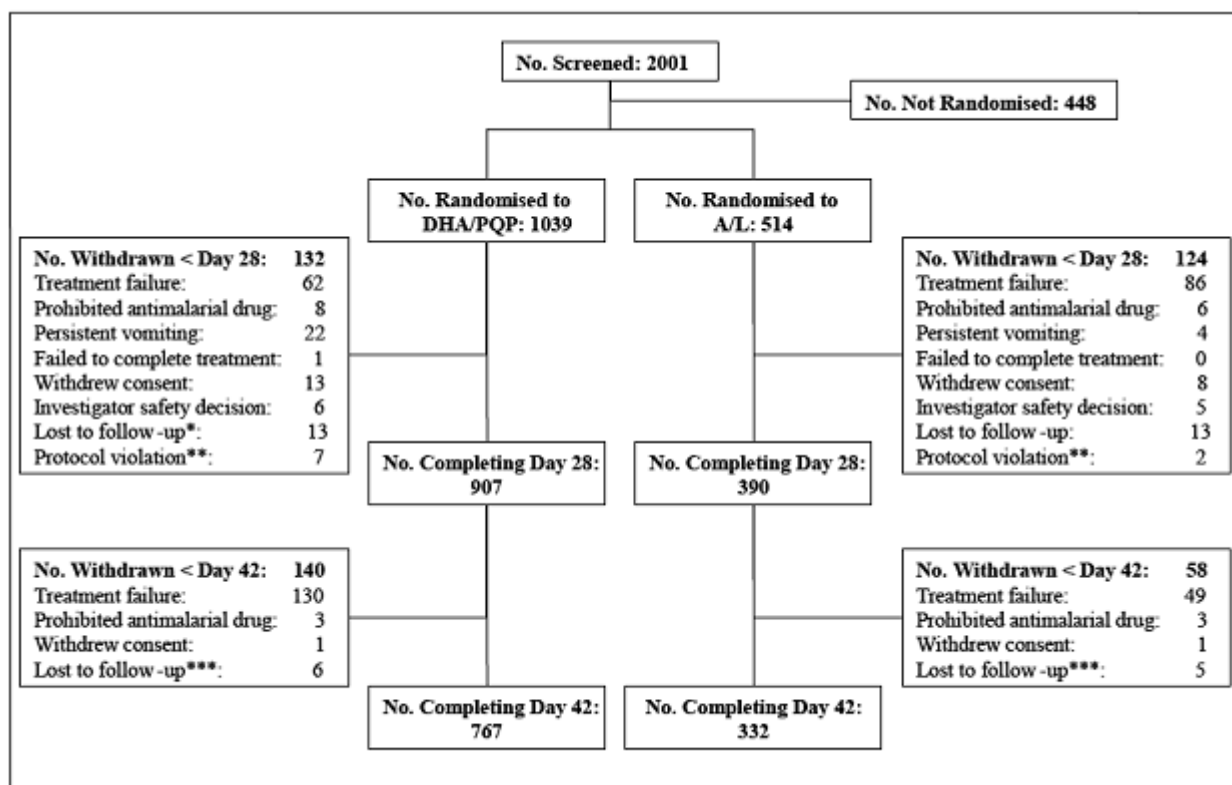 No. Screened: 2001
No. Not Randomised: 448
No. Randomised to
DHA/PQP: 1039
No. Randomised to
A/L: 514
No. Withdrawn < Day 28: 132
Treatment failure: 62
Prohibited antimalarial drug: 8
Persistent vomiting: 22
Failed to complete treatment: 1
Withdrew consent: 13
Investigator safety decision: 6
Lost to follow-up*: 13
Protocol violation**: 7
No. Withdrawn < Day 28: 124
Treatment failure: 86
Prohibited antimalarial drug: 6
Persistent vomiting: 4
Failed to complete treatment: 0
Withdrew consent: 8
Investigator safety decision: 5
Lost to follow-up: 13
Protocol violation**: 2
No. Completing Day 28:
907
No. Completing Day 28:
390
No. Withdrawn < Day 42: 140
Treatment failure: 130
Prohibited antimalarial drug: 3
Withdrew consent: 1
Lost to follow-up***: 6
No. Withdrawn < Day 42: 58
Treatment failure: 49
Prohibited antimalarial drug: 3
Withdrew consent: 1
Lost to follow-up***: 5
No. Completing Day 42:
767
No. Completing Day 42:
332